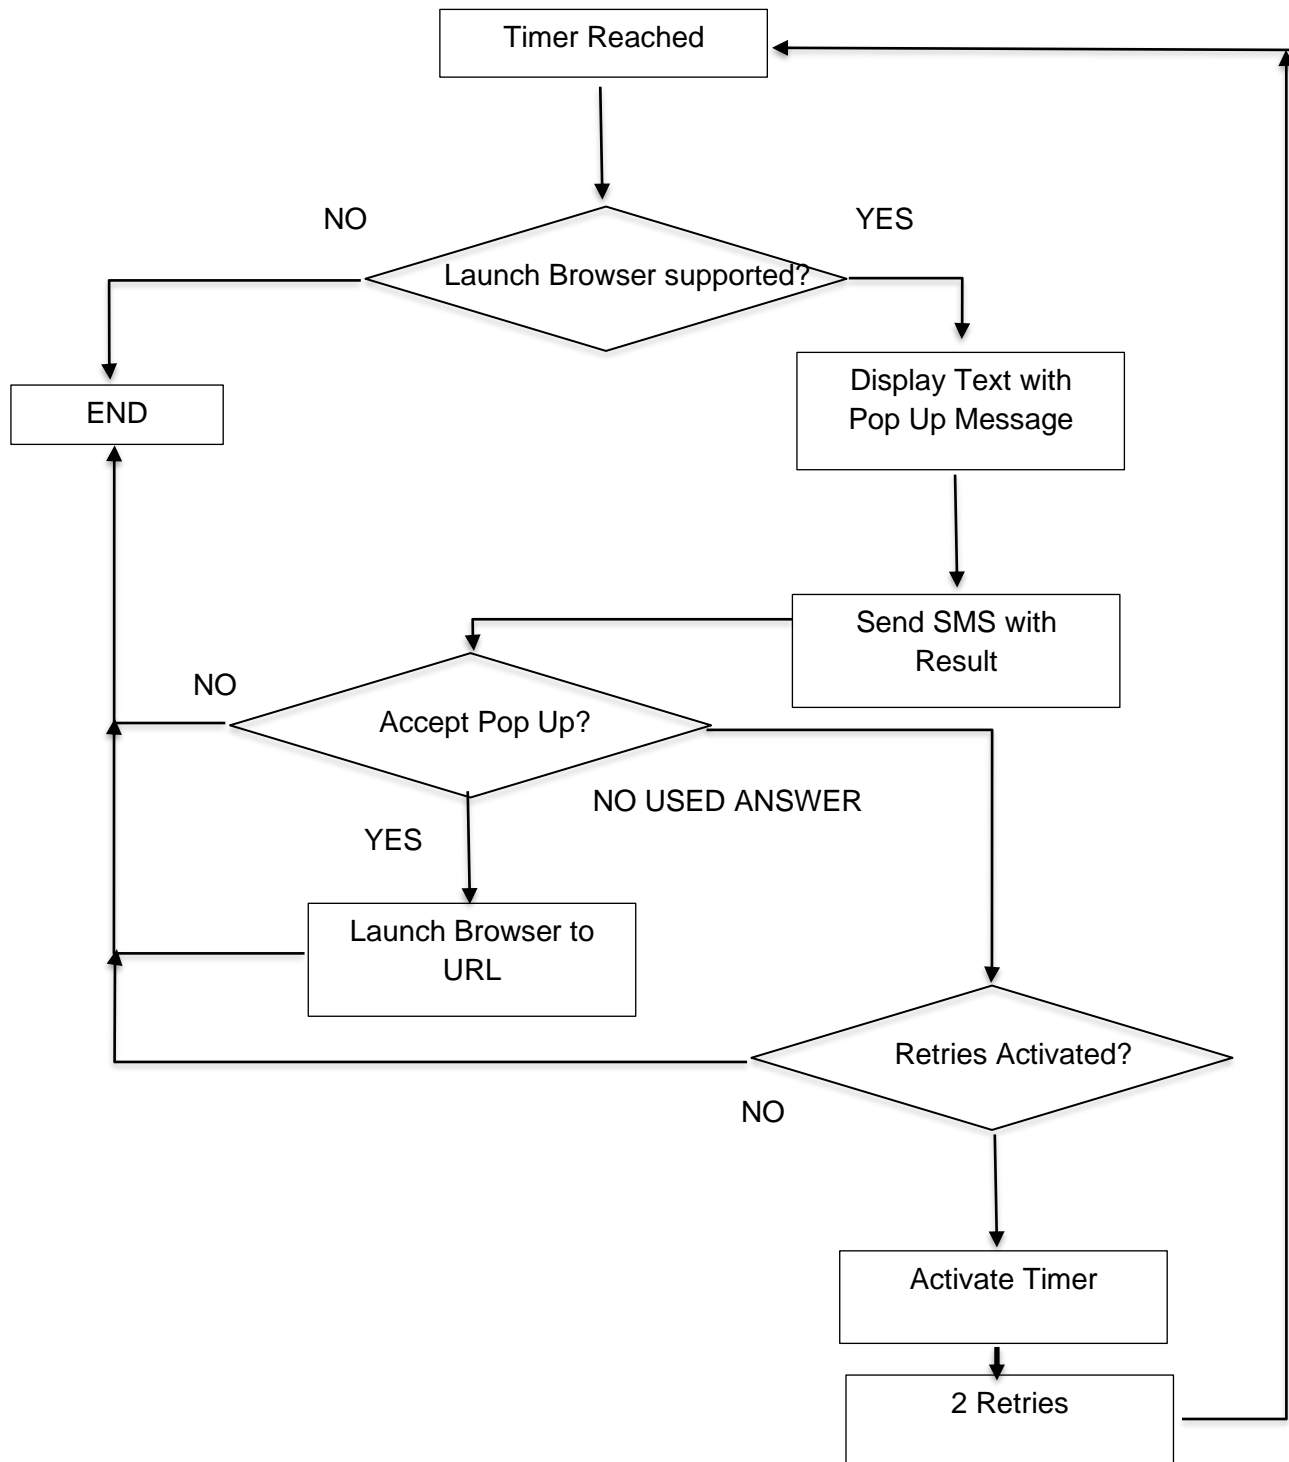 Timer Reached
NO
YES
Launch Browser supported?
Display Text with
Pop Up Message
END
Send SMS with
Result
NO
Accept Pop Up?
NO USED ANSWER
YES
Launch Browser to
URL
Retries Activated?
NO
Activate Timer
2 Retries